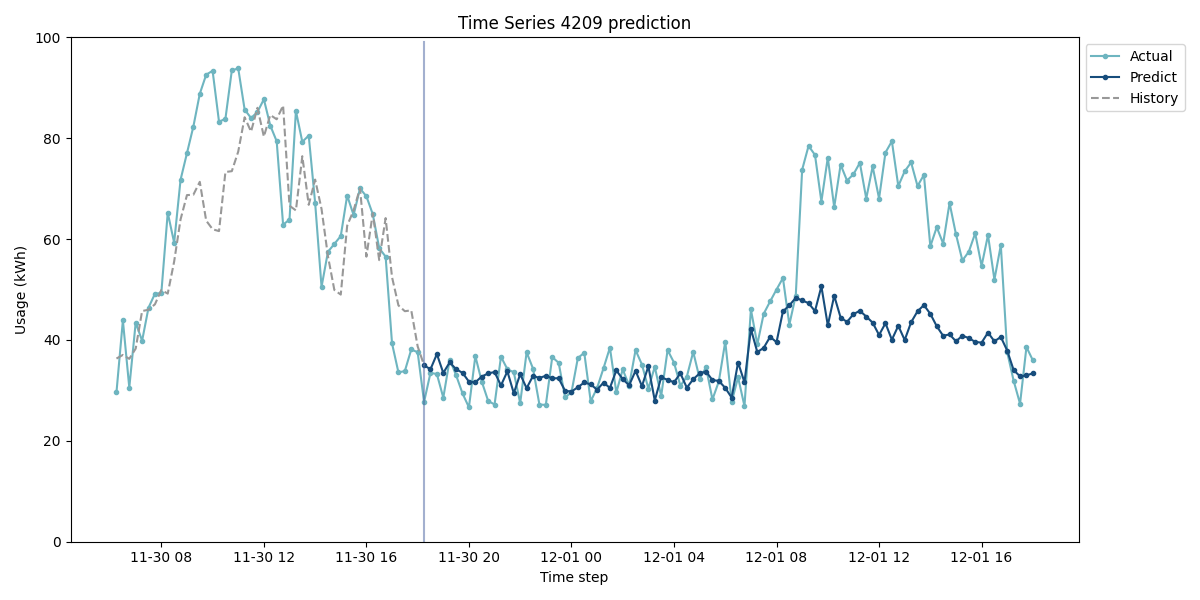 Time Series 4209 prediction
Usage (kWh)
100
80
60
40
20
0
11-30 08
11-30 12
11-30 16
11-30 20
12-01 00
12-01 04
12-01 08
12-01 12
12-01 16
Time step
Actual
Predict
History